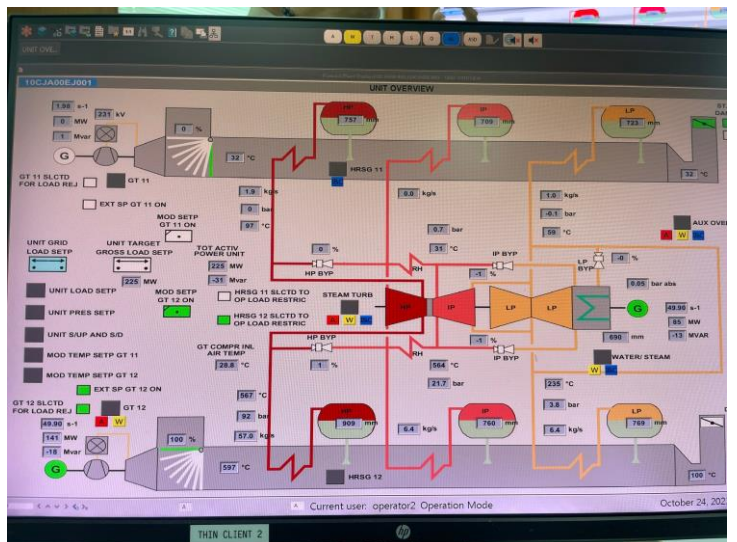 UNIT OVE..
10CJA00EJ001
UNIT OVERVIEW
1.98 s-1
231 kV
0 MW
1 Mvar
0 %
HP
757 mm
IP
709 mm
LP
723 mm
G
32 °C
32 °C
GT 11 SLCTD
FOR LOAD REJ
GT 11
HRSG 11
EXT SP GT 11 ON
1.9 kg/s
0.0 kg/s
1.0 kg/s
0 bar
-0.1 bar
97 °C
0.7 bar
59 °C
31 °C
MOD SETP
GT 11 ON
AUX OVE
A W
UNIT GRID
LOAD SETP
UNIT TARGET
GROSS LOAD SETP
TOT ACTIV
POWER UNIT
225 MW
225 MW
-31 Mvar
0 %
HP BYP
RH
IP BYP
-1 %
LP
BYP
-0 %
0.05 bar abs
UNIT LOAD SETP
MOD SETP
GT 12 ON
HRSG 11 SLCTD TO
OP LOAD RESTRIC
STEAM TURB
A W
HP IP LP LP
G
49.90 s-1
95 MW
-13 MVAR
UNIT PRES SETP
HRSG 12 SLCTD TO
OP LOAD RESTRIC
UNIT S/UP AND S/D
GT COMPR INL
AIR TEMP
28.8 °C
HP BYP
1 %
RH
-1 %
IP BYP
690 mm
WATER/ STEAM
W
MOD TEMP SETP GT 11
MOD TEMP SETP GT 12
564 °C
21.7 bar
235 °C
3.8 bar
EXT SP GT 12 ON
567 °C
92 bar
57.0 kg/s
GT 12 SLCTD
FOR LOAD REJ
GT 12
A W
49.90 s-1
141 MW
-18 Mvar
100 %
HP
909 mm
6.4 kg/s
IP
760 mm
6.4 kg/s
LP
769 mm
G
597 °C
HRSG 12
100 °C
Current user: operator2 Operation Mode
October 24, 202
THIN CLIENT 2
hp